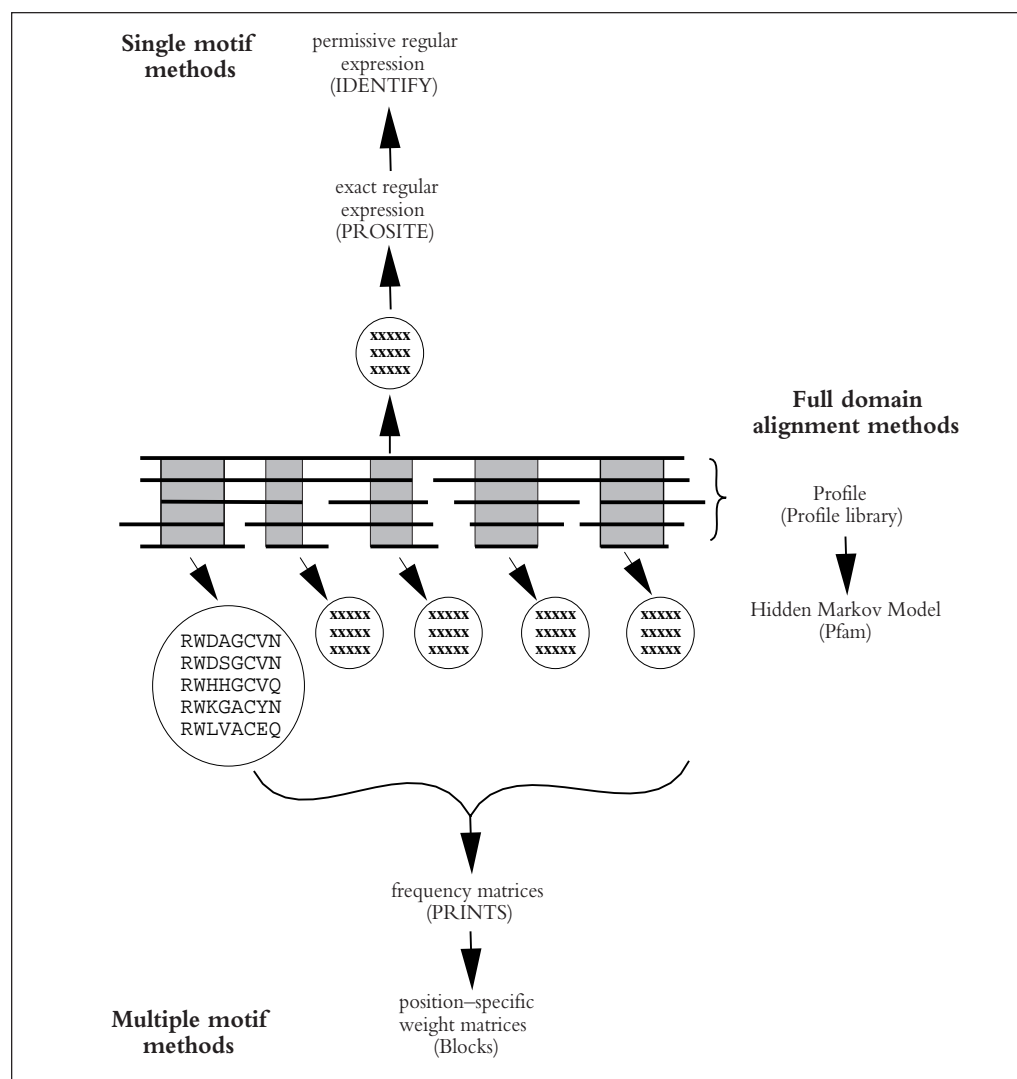 Single motif
methods
permissive regular
expression
(IDENTIFY)
exact regular
expression
(PROSITE)
xxxxx
xxxxx
xxxxx
Full domain
alignment methods
Profile
(Profile library)
Hidden Markov Model
(Pfam)
RWDAGCVN
RWDSGCVN
RWHHGCVQ
RWKGACYN
RWLVACEQ
xxxxx
xxxxx
xxxxx
xxxxx
xxxxx
xxxxx
xxxxx
xxxxx
xxxxx
xxxxx
xxxxx
xxxxx
frequency matrices
(PRINTS)
position–specific
weight matrices
(Blocks)
Multiple motif
methods